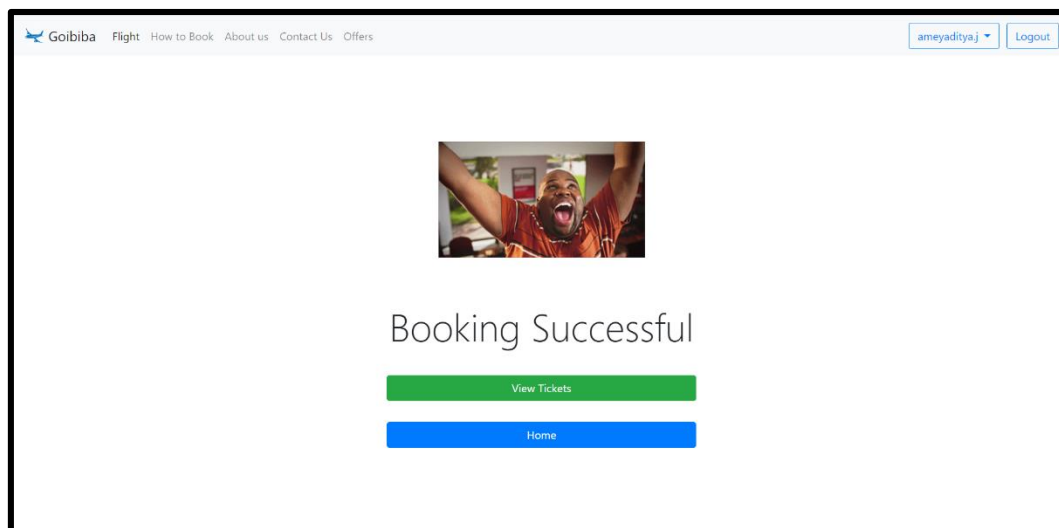 Goibiba Flight How to Book About us Contact Us Offers ameyaditya.j Logout
Booking Successful
View Tickets
Home